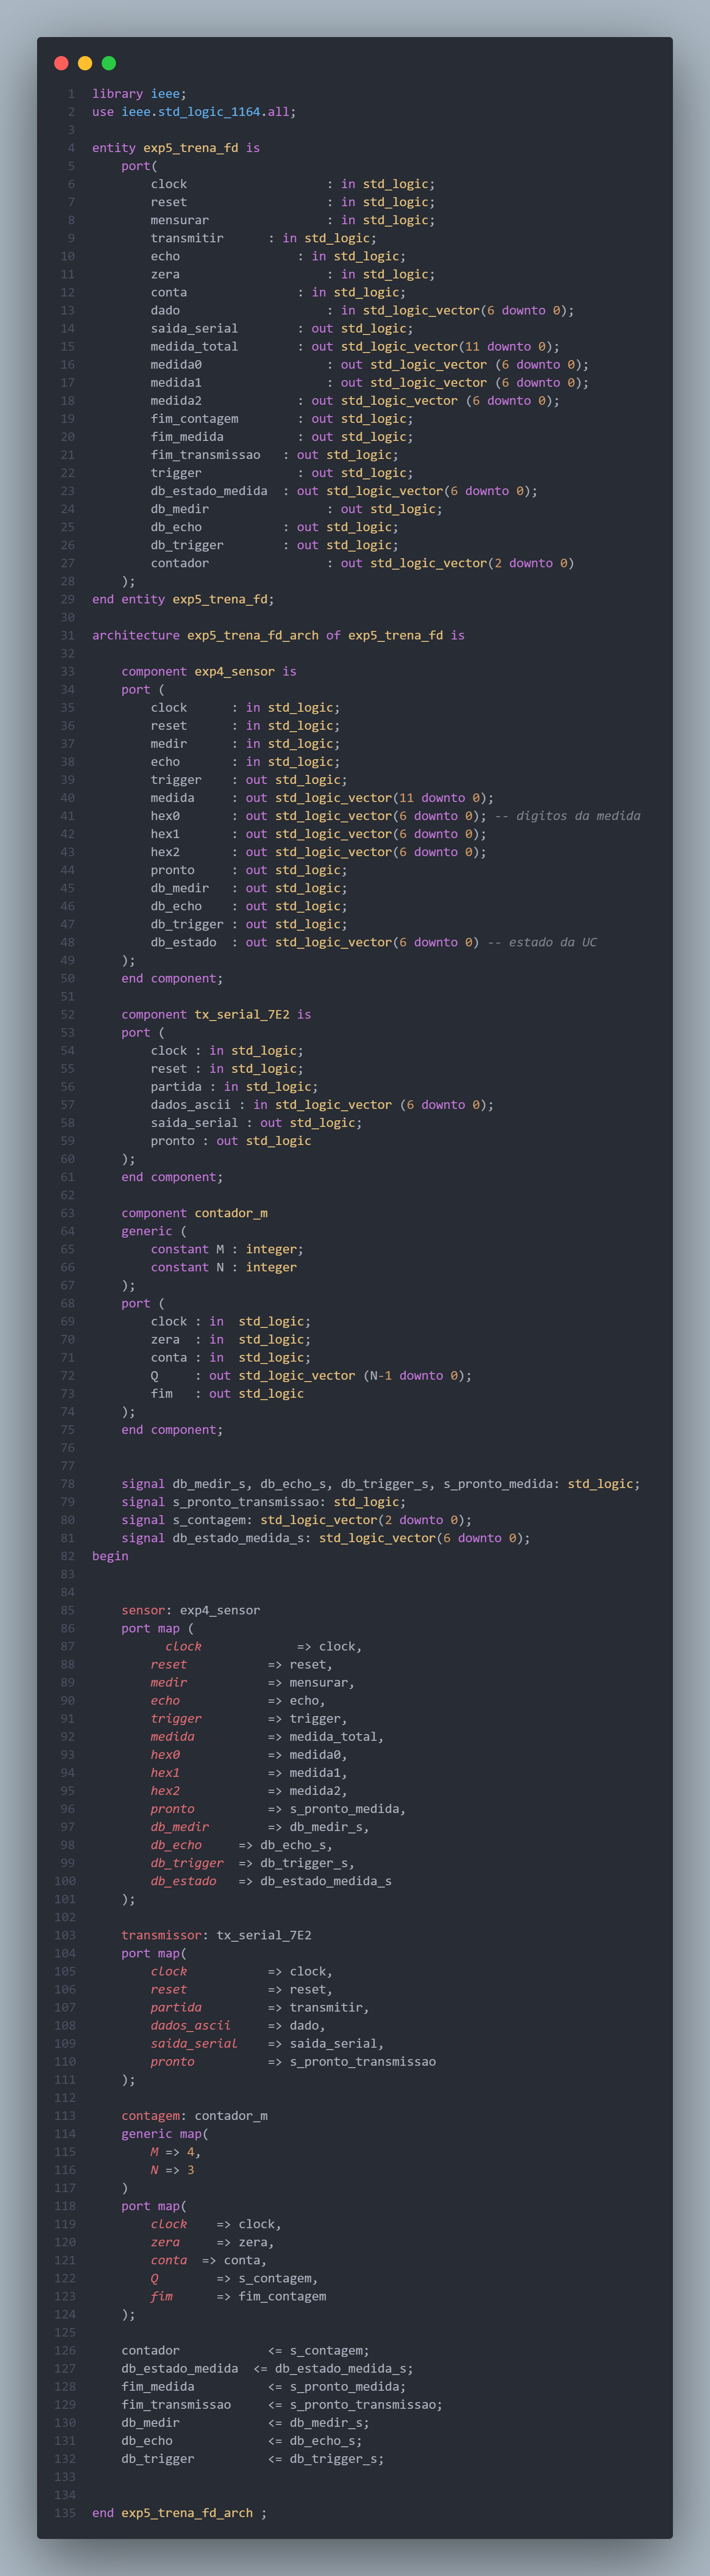 1 library ieee;
2 use ieee.std_logic_1164.all;
3
4 entity exp5_trena_fd is
5     port(
6         clock                   : in std_logic;
7         reset                   : in std_logic;
8         mensurar                : in std_logic;
9         transmitir      : in std_logic;
10         echo                : in std_logic;
11         zera                    : in std_logic;
12         conta               : in std_logic;
13         dado                    : in std_logic_vector(6 downto 0);
14         saida_serial        : out std_logic;
15         medida_total        : out std_logic_vector(11 downto 0);
16         medida0                 : out std_logic_vector (6 downto 0);
17         medida1                 : out std_logic_vector (6 downto 0);
18         medida2             : out std_logic_vector (6 downto 0);
19         fim_contagem        : out std_logic;
20         fim_medida          : out std_logic;
21         fim_transmissao   : out std_logic;
22         trigger             : out std_logic;
23         db_estado_medida  : out std_logic_vector(6 downto 0);
24         db_medir                : out std_logic;
25         db_echo           : out std_logic;
26         db_trigger        : out std_logic;
27         contador                : out std_logic_vector(2 downto 0)
28     );
29 end entity exp5_trena_fd;
30
31 architecture exp5_trena_fd_arch of exp5_trena_fd is
32
33     component exp4_sensor is
34     port (
35         clock      : in std_logic;
36         reset      : in std_logic;
37         medir      : in std_logic;
38         echo       : in std_logic;
39         trigger    : out std_logic;
40         medida     : out std_logic_vector(11 downto 0);
41         hex0       : out std_logic_vector(6 downto 0); -- digitos da medida
42         hex1       : out std_logic_vector(6 downto 0);
43         hex2       : out std_logic_vector(6 downto 0);
44         pronto     : out std_logic;
45         db_medir   : out std_logic;
46         db_echo    : out std_logic;
47         db_trigger : out std_logic;
48         db_estado  : out std_logic_vector(6 downto 0) -- estado da UC
49     );
50     end component;
51
52     component tx_serial_7E2 is
53     port (
54         clock : in std_logic;
55         reset : in std_logic;
56         partida : in std_logic;
57         dados_ascii : in std_logic_vector (6 downto 0);
58         saida_serial : out std_logic;
59         pronto : out std_logic
60     );
61     end component;
62
63     component contador_m
64     generic (
65         constant M : integer;
66         constant N : integer
67     );
68     port (
69         clock : in  std_logic;
70         zera  : in  std_logic;
71         conta : in  std_logic;
72         Q     : out std_logic_vector (N-1 downto 0);
73         fim   : out std_logic
74     );
75     end component;
76
77
78     signal db_medir_s, db_echo_s, db_trigger_s, s_pronto_medida: std_logic;
79     signal s_pronto_transmissao: std_logic;
80     signal s_contagem: std_logic_vector(2 downto 0);
81     signal db_estado_medida_s: std_logic_vector(6 downto 0);
82 begin
83
84
85     sensor: exp4_sensor
86     port map (
87           clock             => clock,
88         reset           => reset,
89         medir           => mensurar,
90         echo            => echo,
91         trigger         => trigger,
92         medida          => medida_total,
93         hex0            => medida0,
94         hex1            => medida1,
95         hex2            => medida2,
96         pronto          => s_pronto_medida,
97         db_medir        => db_medir_s,
98         db_echo     => db_echo_s,
99         db_trigger  => db_trigger_s,
100         db_estado   => db_estado_medida_s
101     );
102
103     transmissor: tx_serial_7E2
104     port map(
105         clock           => clock,
106         reset           => reset,
107         partida         => transmitir,
108         dados_ascii     => dado,
109         saida_serial    => saida_serial,
110         pronto          => s_pronto_transmissao
111     );
112
113     contagem: contador_m
114     generic map(
115         M => 4,
116         N => 3
117     )
118     port map(
119         clock    => clock,
120         zera     => zera,
121         conta  => conta,
122         Q        => s_contagem,
123         fim      => fim_contagem
124     );
125
126     contador            <= s_contagem;
127     db_estado_medida  <= db_estado_medida_s;
128     fim_medida          <= s_pronto_medida;
129     fim_transmissao     <= s_pronto_transmissao;
130     db_medir            <= db_medir_s;
131     db_echo             <= db_echo_s;
132     db_trigger          <= db_trigger_s;
133
134
135 end exp5_trena_fd_arch ;